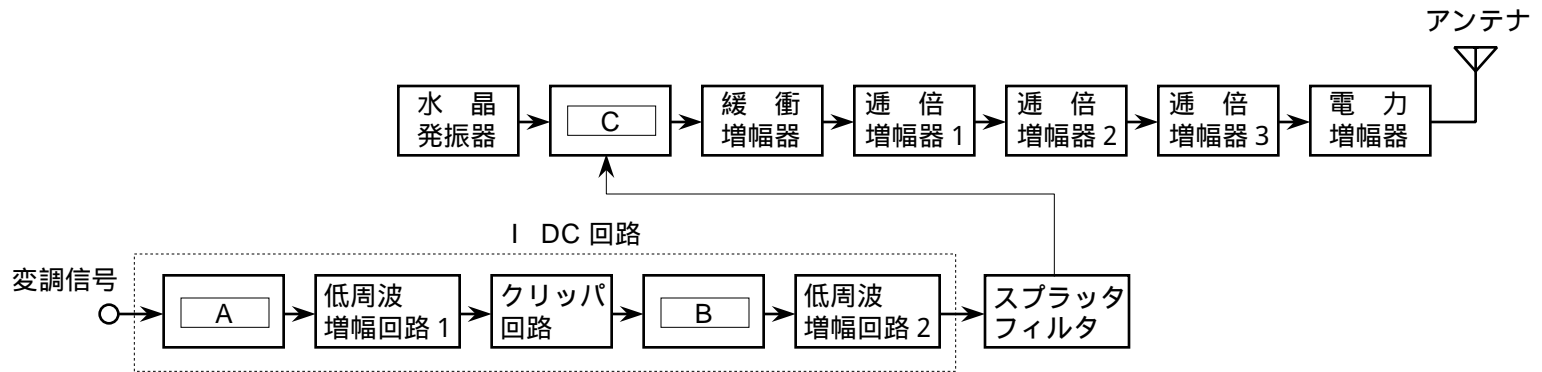 アンテナ
水　晶
発振器
C
緩　衝
増幅器
逓　倍
増幅器 1
逓　倍
増幅器 2
逓　倍
増幅器 3
電　力
増幅器
I DC 回路
変調信号
A
低周波
増幅回路 1
クリッパ
回路
B
低周波
増幅回路 2
スプラッタ
フィルタ